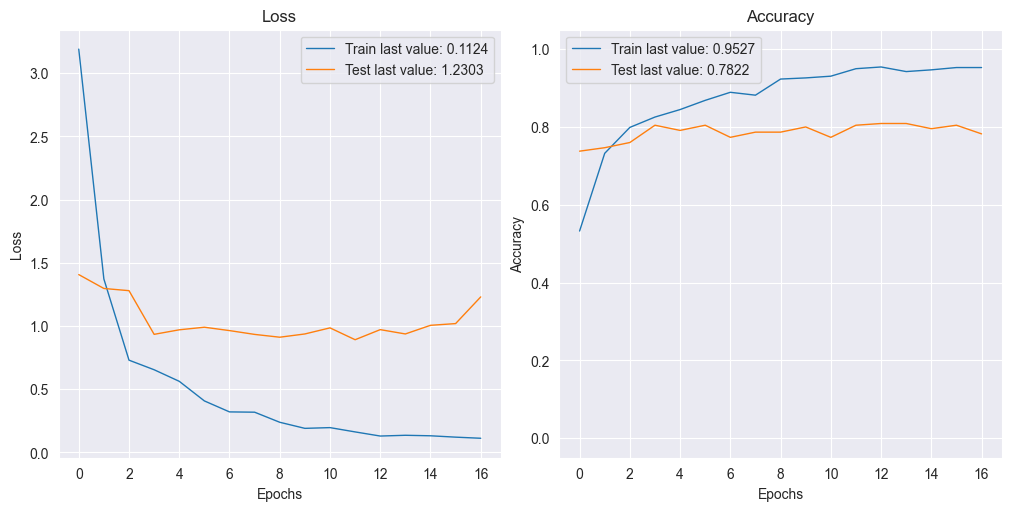 Loss
Train last value: 0.1124
Test last value: 1.2303
3.0
2.5
2.0
1.5
1.0
0.5
0.0
Loss
0 2 4 6 8 10 12 14 16
Epochs
Accuracy
Train last value: 0.9527
Test last value: 0.7822
1.0
0.8
0.6
0.4
0.2
0.0
Accuracy
0 2 4 6 8 10 12 14 16
Epochs